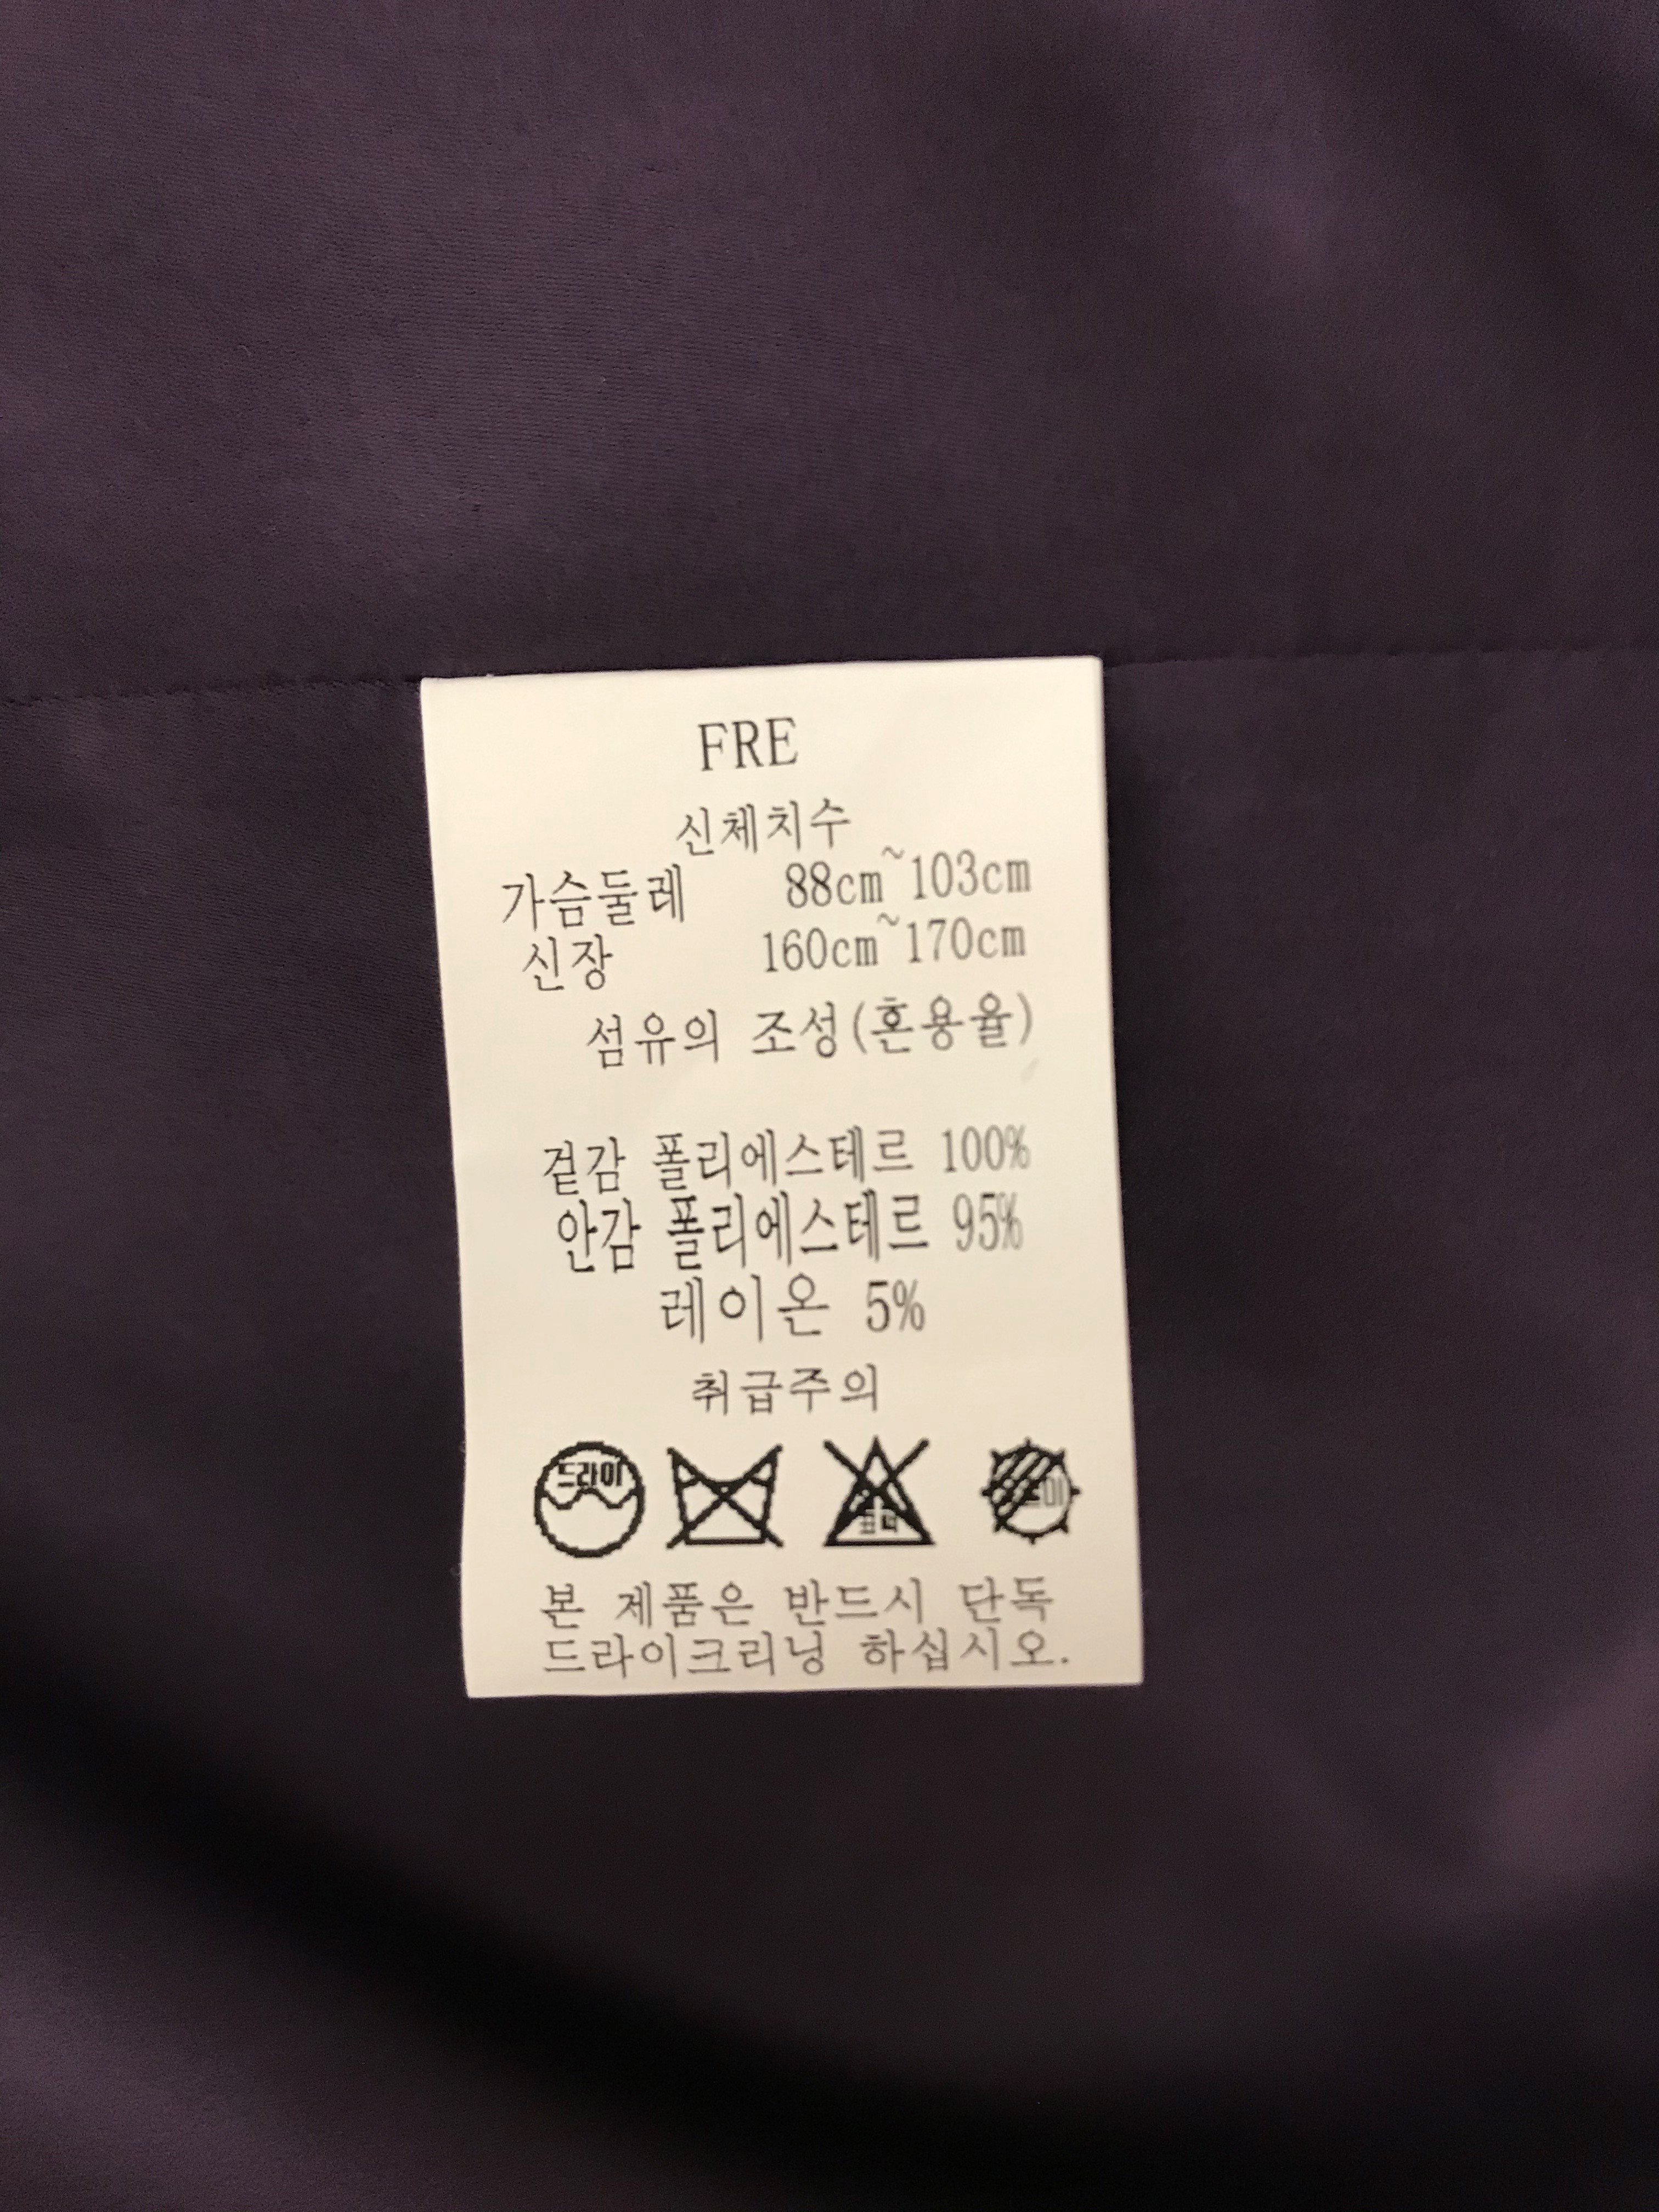 FRE
신체치수
가슴둘레 88cm~103cm
신장 160cm~170cm
섬유의 조성(혼용율)
겉감 폴리에스테르 100%
안감 폴리에스테르 95%
레이온 5%
취급주의
드라이
본 제품은 반드시 단독
드라이크리닝 하십시오.